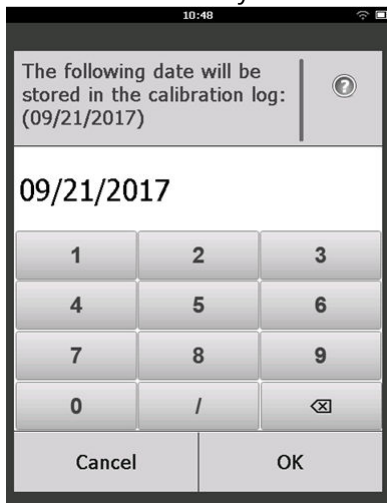 10:48
The following date will be
stored in the calibration log:
(09/21/2017)
?
09/21/2017
1 2 3
4 5 6
7 8 9
0 /
Cancel OK